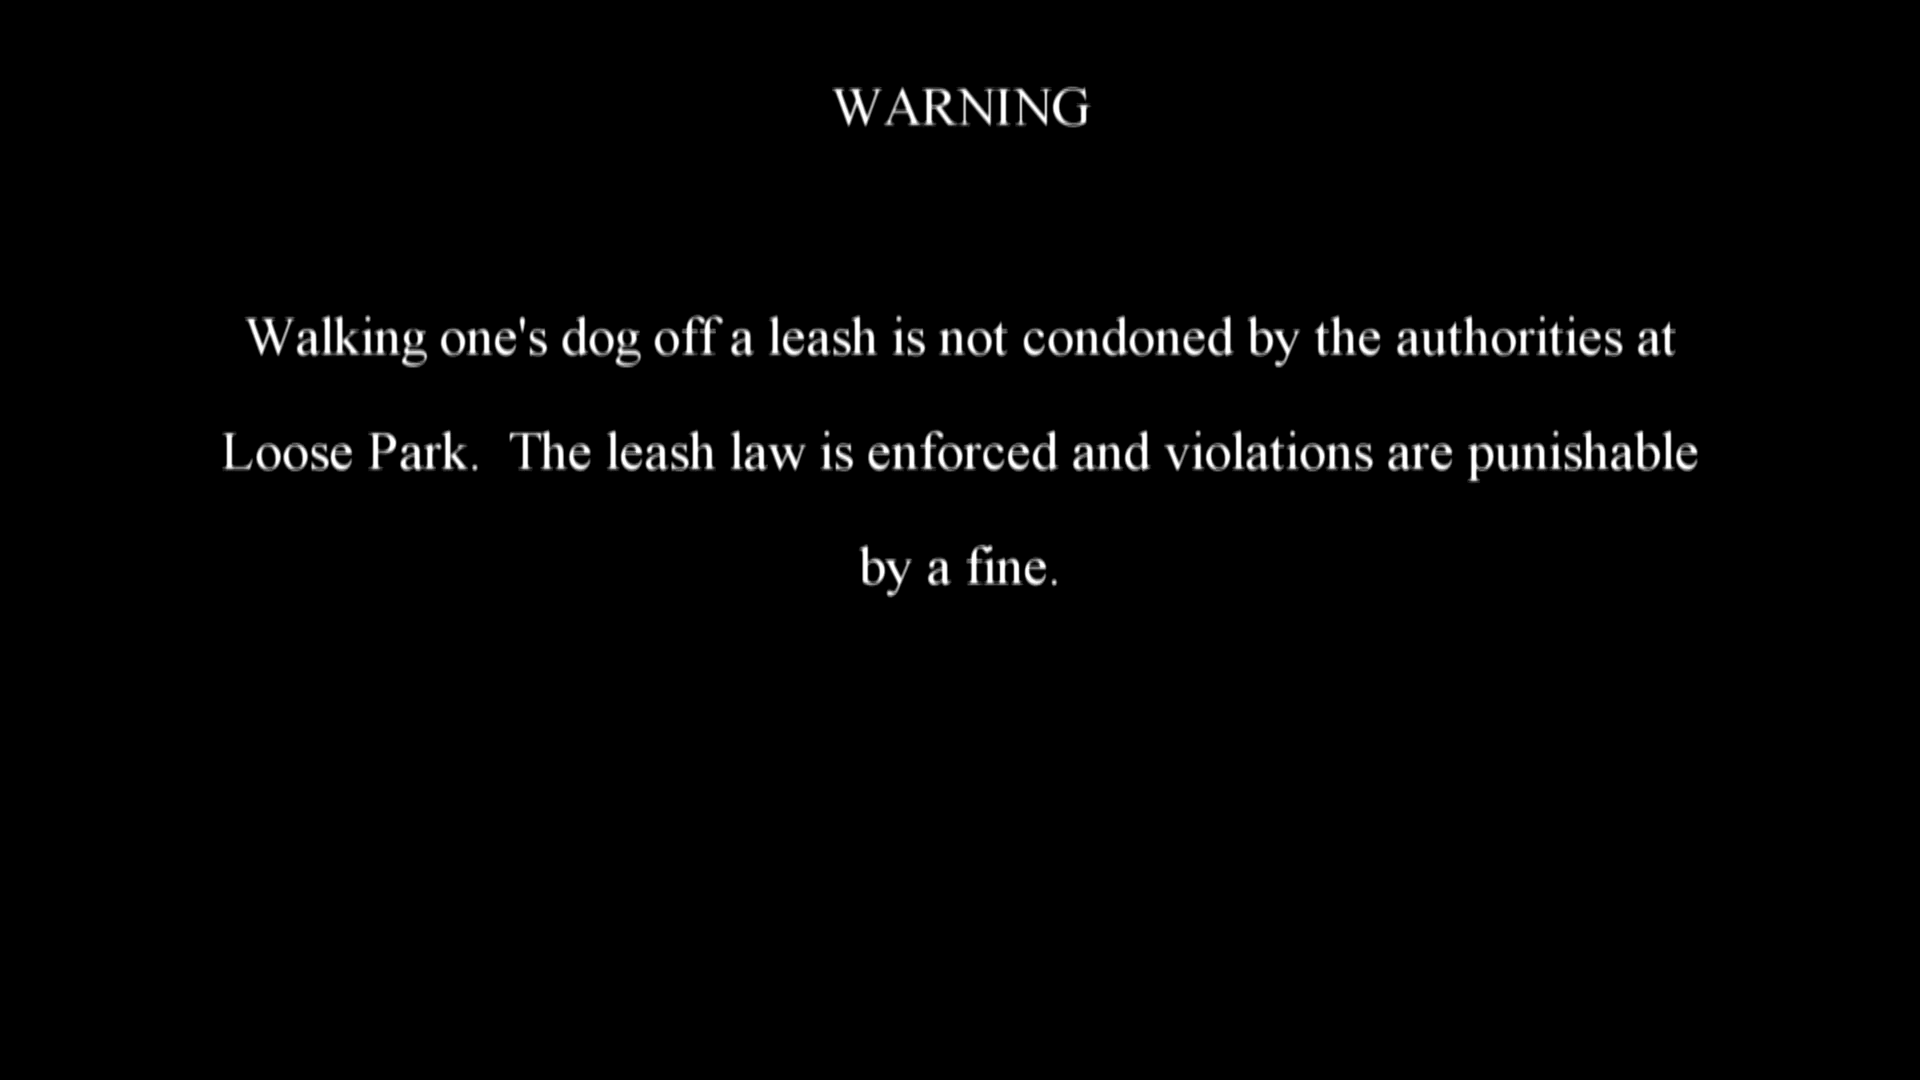 WARNING
Walking one's dog off a leash is not condoned by the authorities at
Loose Park.  The leash law is enforced and violations are punishable
by a fine.